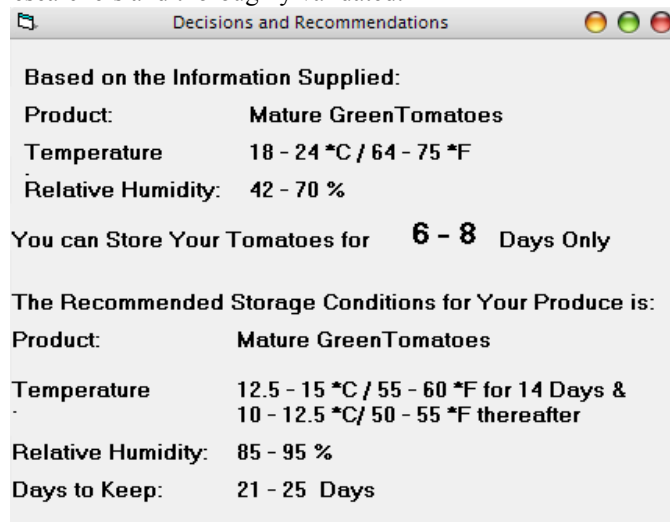 Decisions and Recommendations
Based on the Information Supplied:
Product: Mature GreenTomatoes
Temperature 18 - 24 *C / 64 - 75 *F
Relative Humidity: 42 - 70 %
You can Store Your Tomatoes for 6 - 8 Days Only
The Recommended Storage Conditions for Your Produce is:
Product: Mature GreenTomatoes
Temperature 12.5 - 15 *C / 55 - 60 *F for 14 Days &
10 - 12.5 *C/ 50 - 55 *F thereafter
Relative Humidity: 85 - 95 %
Days to Keep: 21 - 25 Days